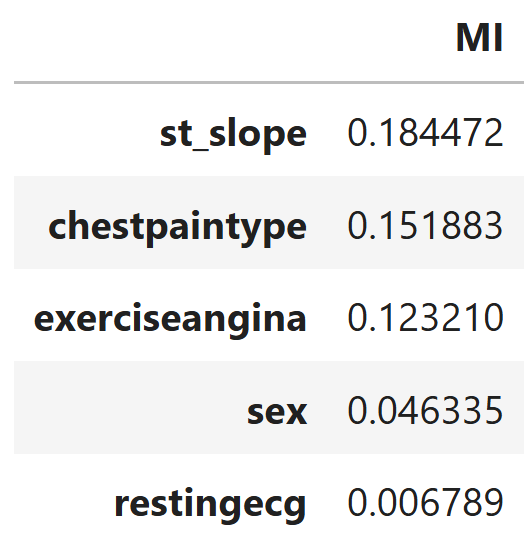 MI
st_slope 0.184472
chestpaintype 0.151883
exerciseangina 0.123210
sex 0.046335
restingecg 0.006789